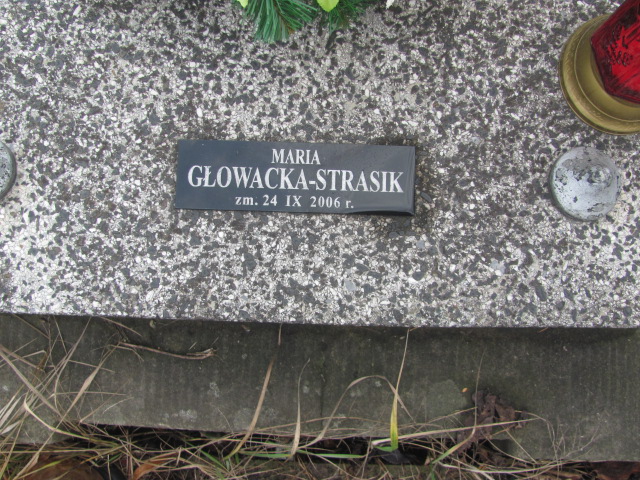 MARIA
GŁOWACKA-STRASIK
zm. 24 IX 2006 r.